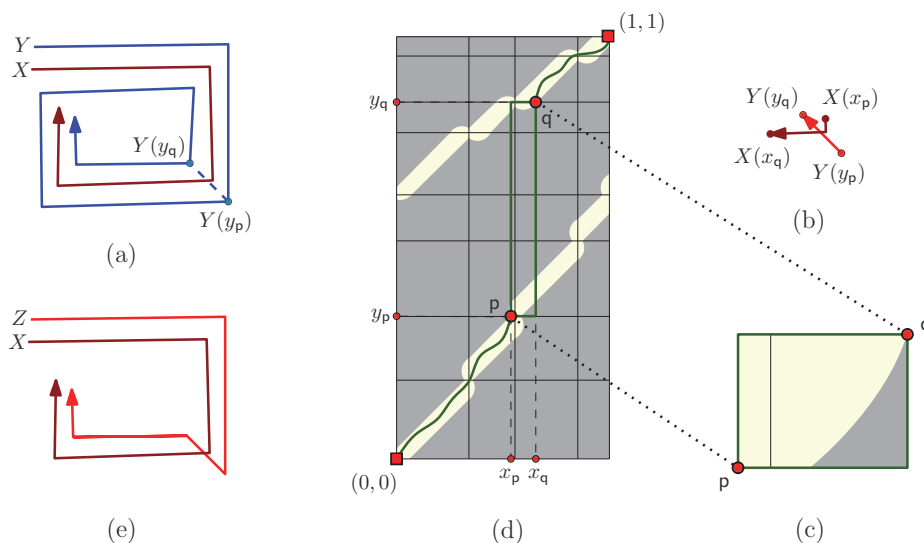 Y
X
Y(y_q)
Y(y_p)
(a)
Z
X
(e)
(1, 1)
y_q
q
p
y_p
(0, 0)
x_p
x_q
(d)
Y(y_q)
X(x_p)
X(x_q)
Y(y_p)
(b)
p
(c)